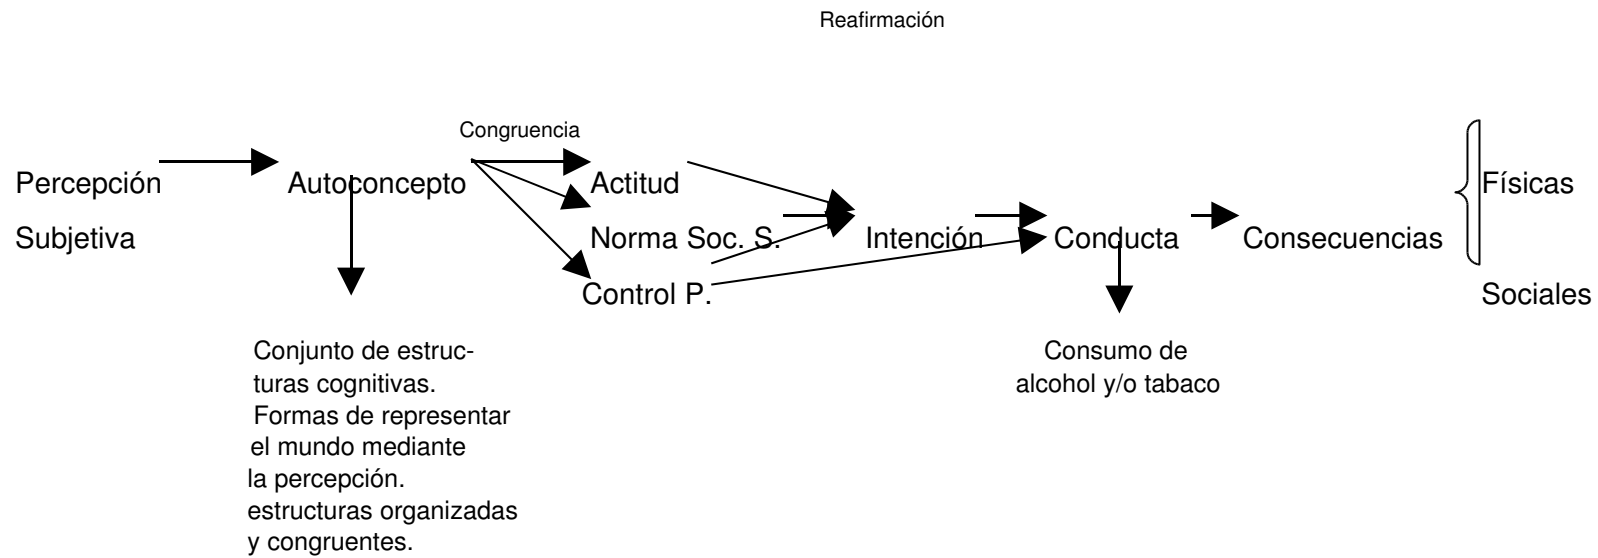 Reafirmación
Congruencia
Percepción Autoconcepto Actitud Físicas
Subjetiva Norma Soc. S. Intención Conducta Consecuencias
Control P. Sociales
Conjunto de estruc- Consumo de
turas cognitivas. alcohol y/o tabaco
Formas de representar
el mundo mediante
la percepción.
estructuras organizadas
y congruentes.